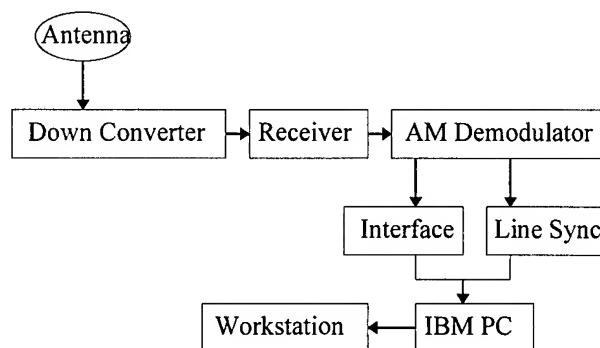 Antenna
Down Converter
Receiver
AM Demodulator
Interface
Line Sync
Workstation
IBM PC